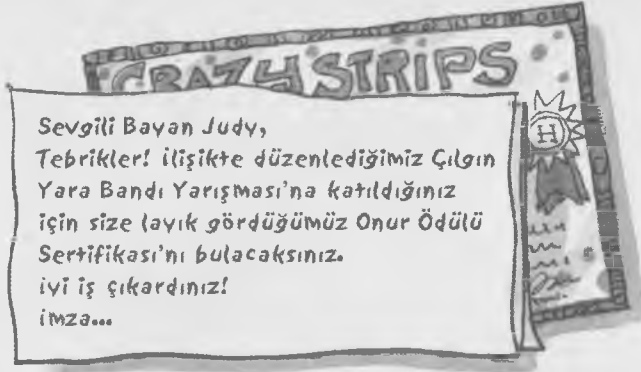 CRAZY STRIPS
H
Sevgili Bayan Judy,
Tebrikler! ilişikte düzenlediğimiz Çılgın
Yara Bandı Yarışması'na katıldığınız
için size layık gördüğümüz Onur Ödülü
Sertifikası'nı bulacaksınız.
iyi iş çıkardınız!
imza...